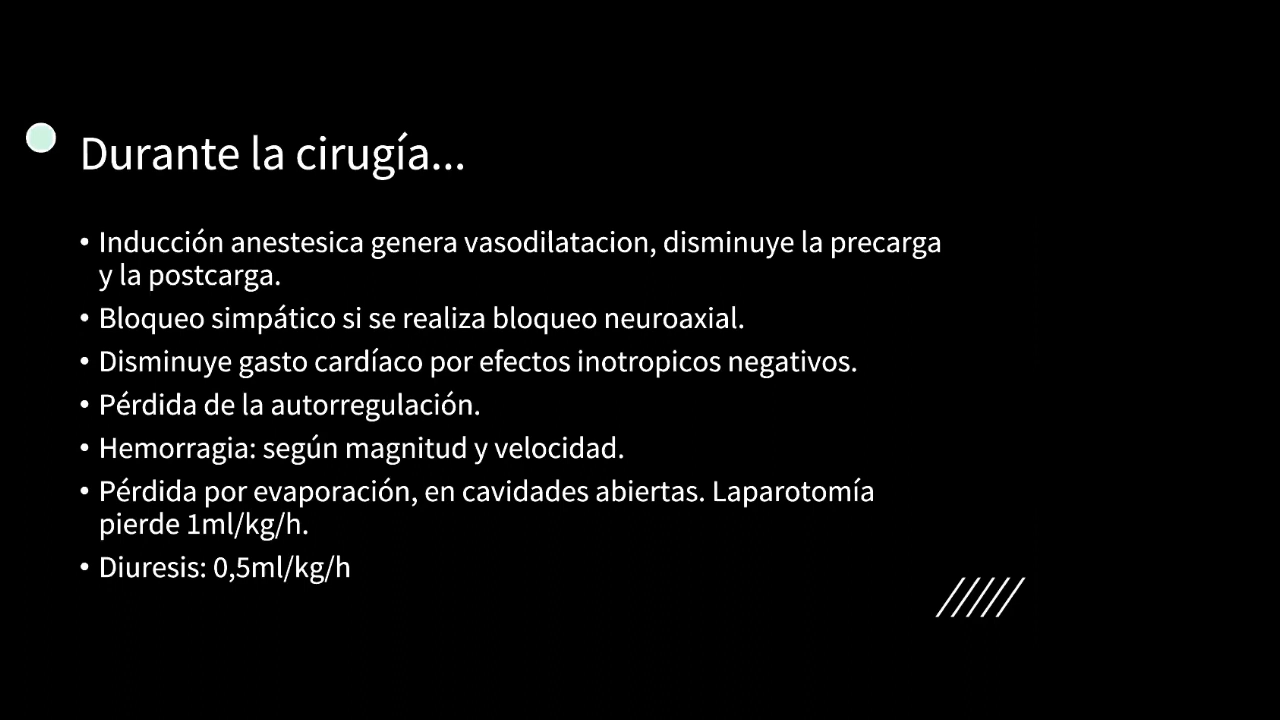 Durante la cirugía...
• Inducción anestesica genera vasodilatacion, disminuye la precarga
y la postcarga.
• Bloqueo simpático si se realiza bloqueo neuroaxial.
• Disminuye gasto cardíaco por efectos inotropicos negativos.
• Pérdida de la autorregulación.
• Hemorragia: según magnitud y velocidad.
• Pérdida por evaporación, en cavidades abiertas. Laparotomía
pierde 1ml/kg/h.
• Diuresis: 0,5ml/kg/h